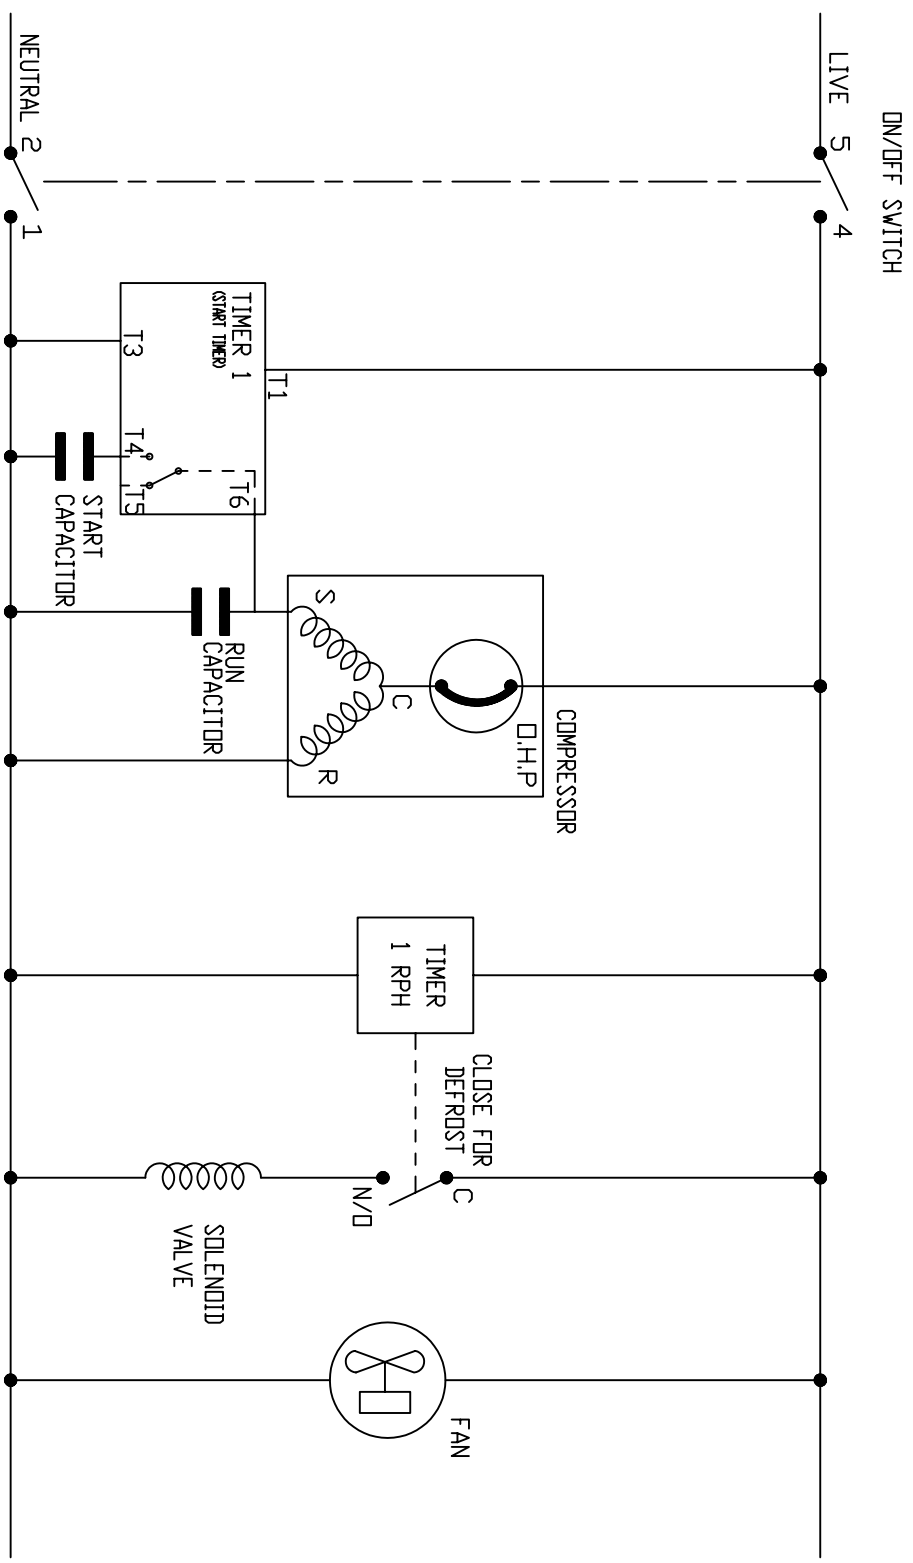 ON/OFF SWITCH
LIVE 5
4
NEUTRAL 2
1
TIMER 1
(START TIMER)
T1
T3
T4
T5
T6
START
CAPACITOR
RUN
CAPACITOR
COMPRESSOR
O.H.P
S
C
R
TIMER
1 RPH
CLOSE FOR
DEFROST
C
N/O
SOLENOID
VALVE
FAN